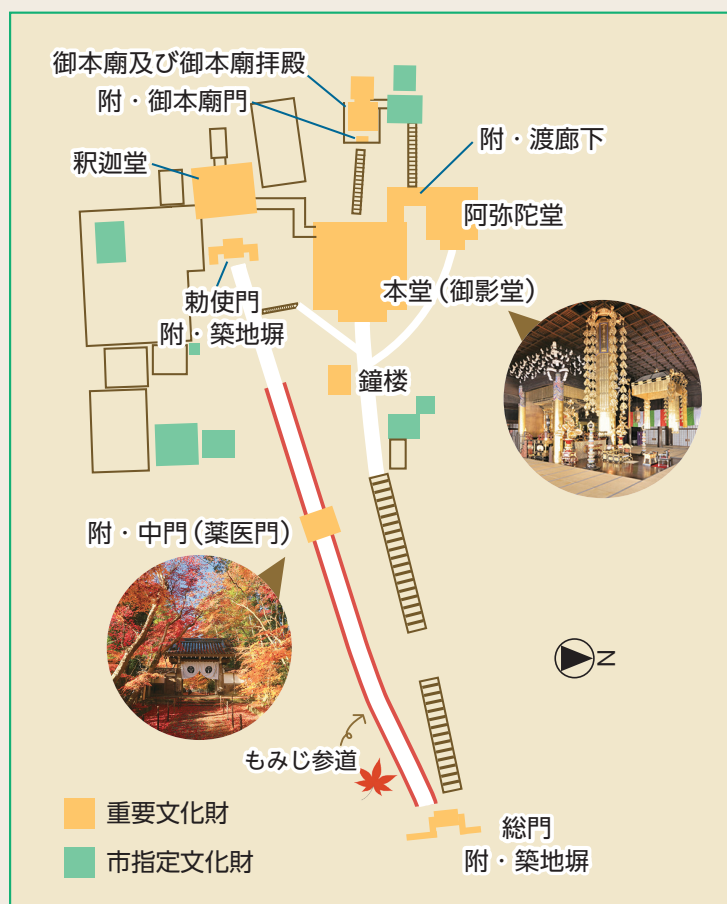 御本廟及び御本廟拝殿
附・御本廟門
附・渡廊下
釈迦堂
阿弥陀堂
本堂(御影堂)
勅使門
附・築地塀
鐘楼
附・中門(薬医門)
N
もみじ参道
重要文化財
市指定文化財
総門
附・築地塀